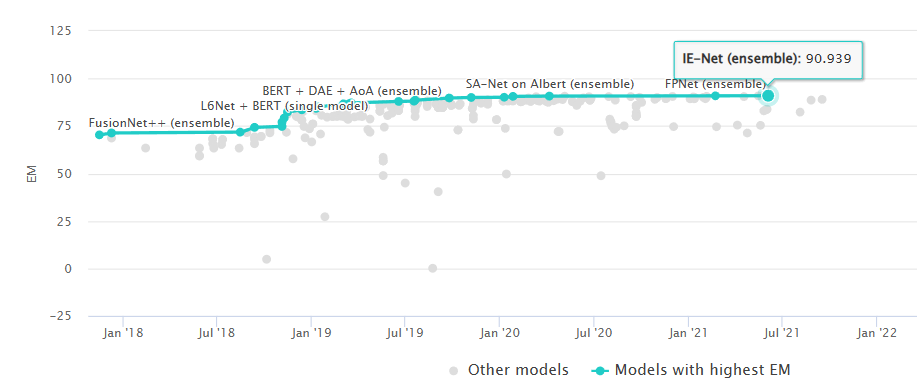 125
IE-Net (ensemble): 90.939
100
BERT + DAE + AoA (ensemble)
SA-Net on Albert (ensemble)
FPNet (ensemble)
L6Net + BERT (single model)
FusionNet++ (ensemble)
75
EM
50
25
0
-25
Jan '18
Jul '18
Jan '19
Jul '19
Jan '20
Jul '20
Jan '21
Jul '21
Jan '22
Other models
Models with highest EM